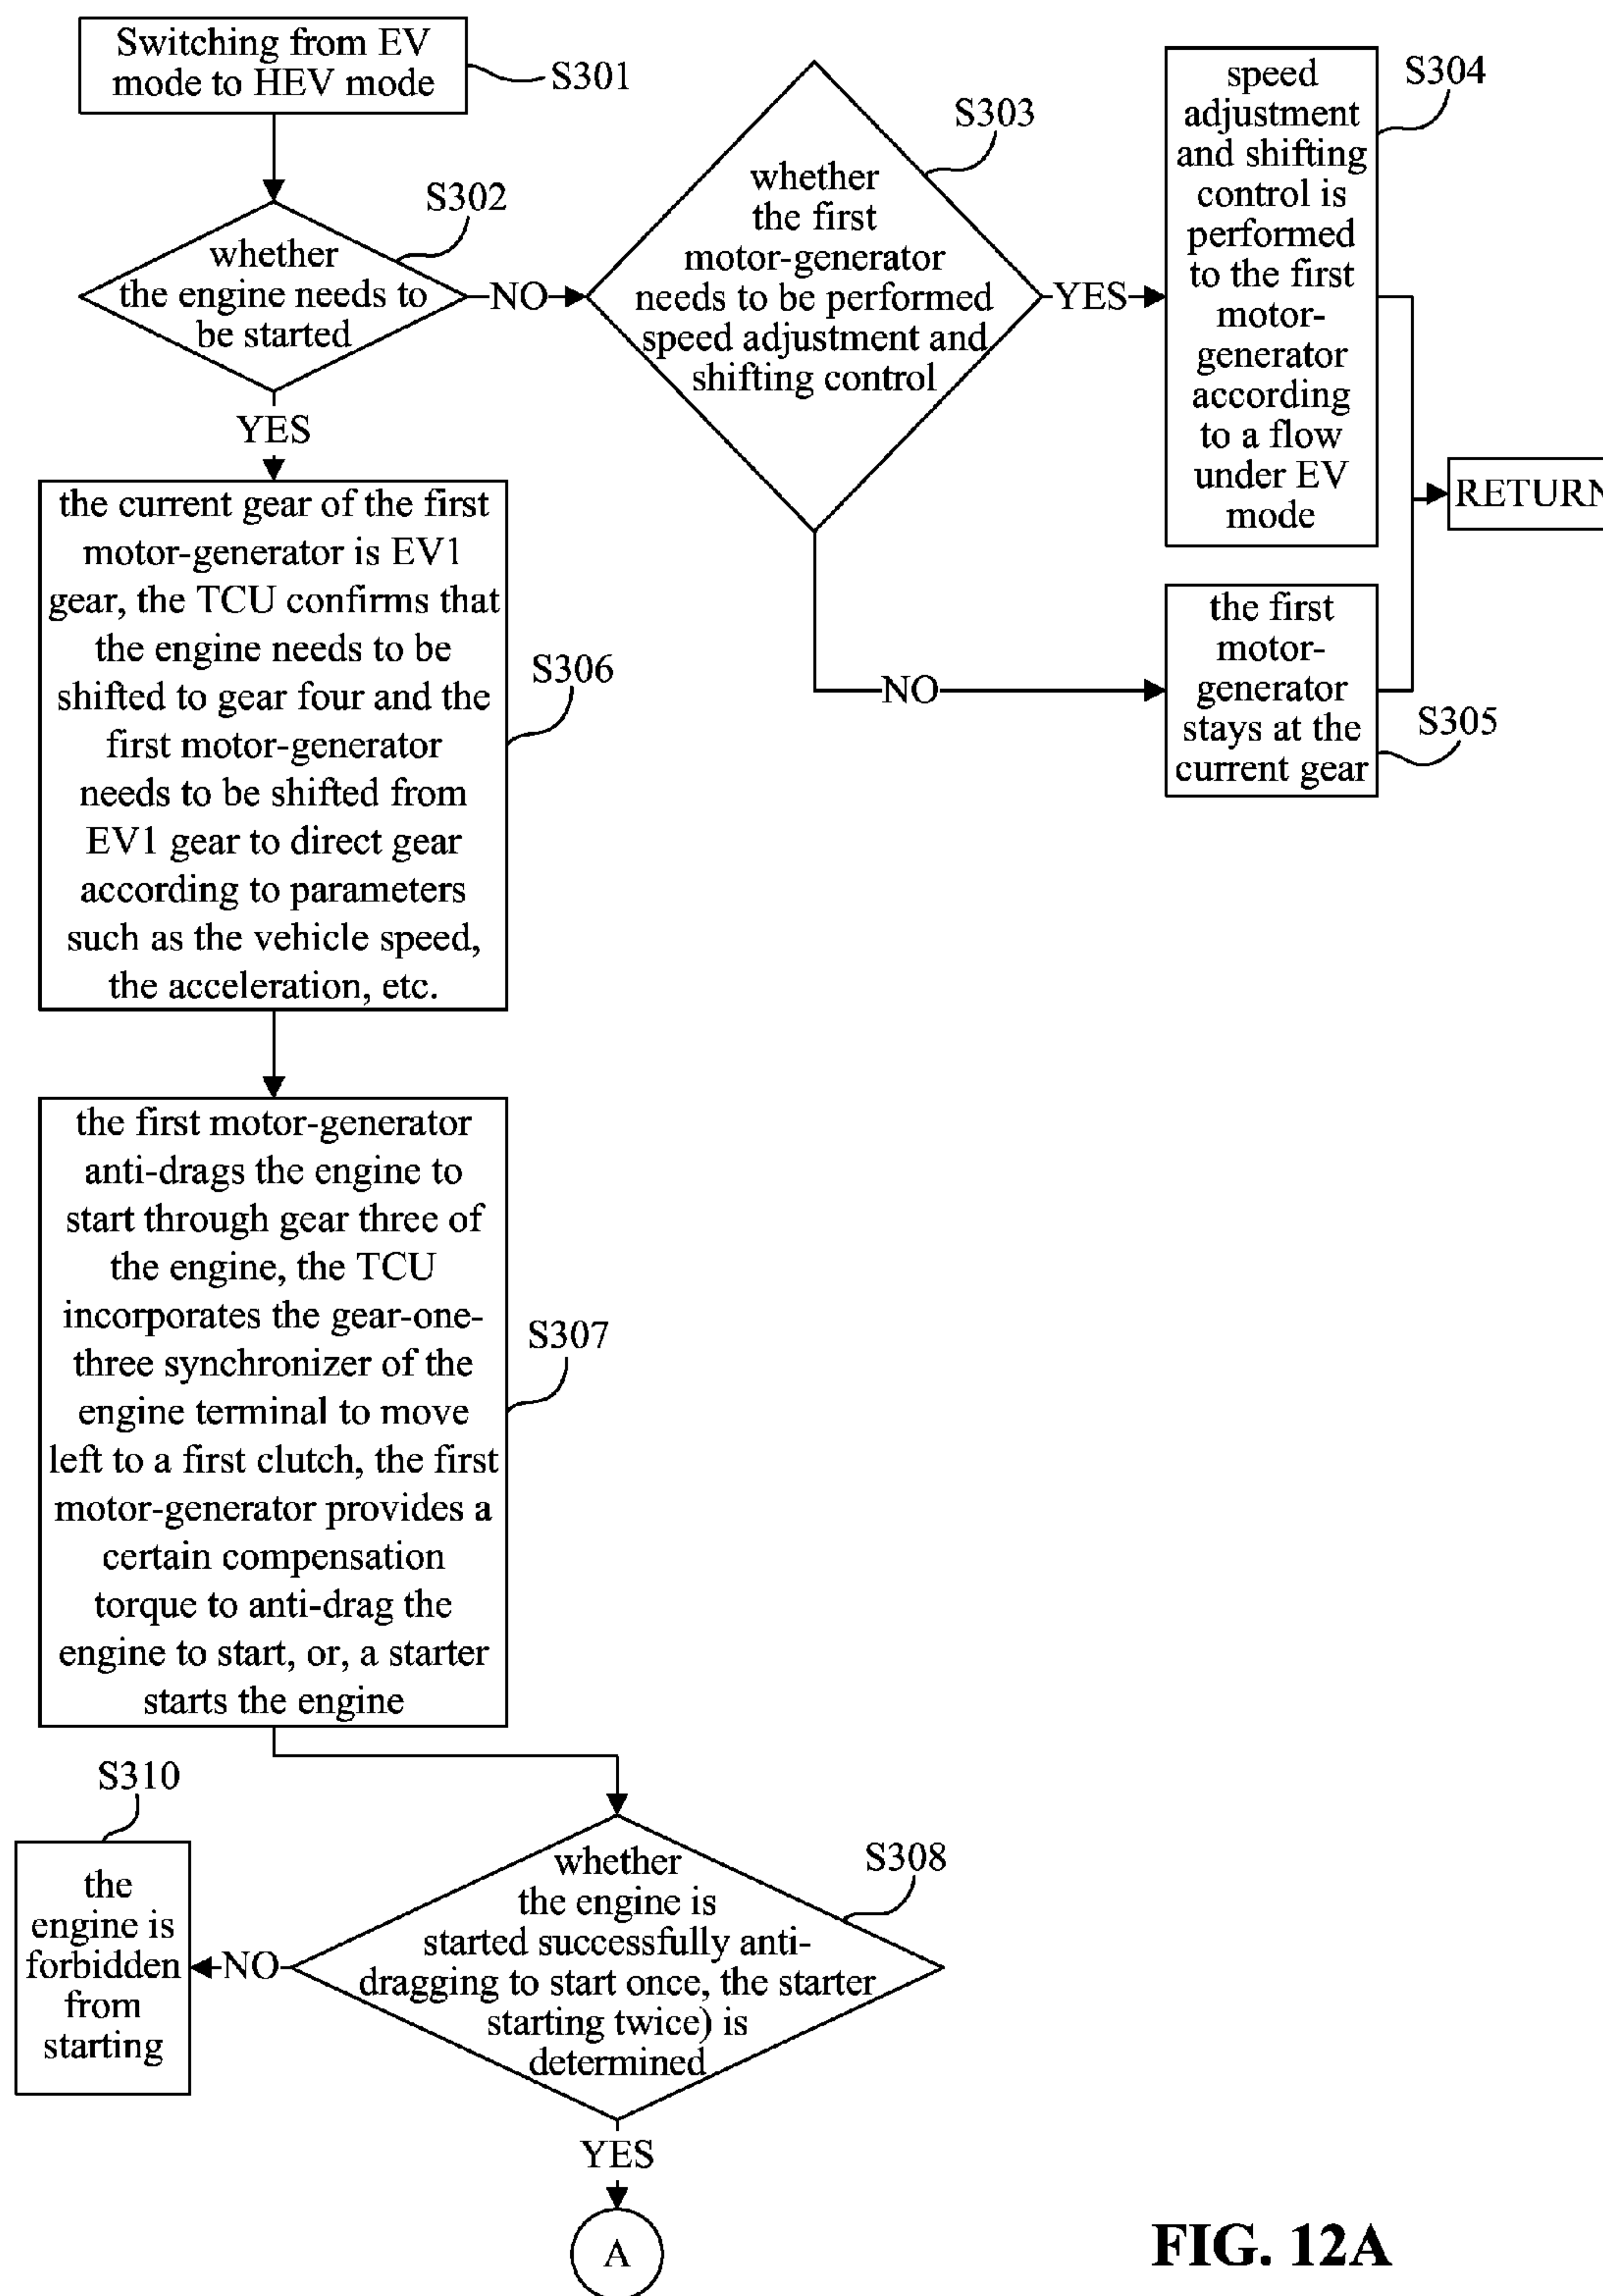 Switching from EV
mode to HEV mode
S301
whether
the engine needs to
be started
S302
NO
YES
whether
the first
motor-generator
needs to be performed
speed adjustment and
shifting control
S303
YES
NO
speed
adjustment
and shifting
control is
performed
to the first
motor-
generator
according
to a flow
under EV
mode
S304
the first
motor-
generator
stays at the
current gear
S305
RETURN
the current gear of the first
motor-generator is EV1
gear, the TCU confirms that
the engine needs to be
shifted to gear four and the
first motor-generator
needs to be shifted from
EV1 gear to direct gear
according to parameters
such as the vehicle speed,
the acceleration, etc.
S306
the first motor-generator
anti-drags the engine to
start through gear three of
the engine, the TCU
incorporates the gear-one-
three synchronizer of the
engine terminal to move
left to a first clutch, the first
motor-generator provides a
certain compensation
torque to anti-drag the
engine to start, or, a starter
starts the engine
S307
whether
the engine is
started successfully anti-
dragging to start once, the starter
starting twice) is
determined
S308
NO
the
engine is
forbidden
from
starting
S310
YES
A
FIG. 12A